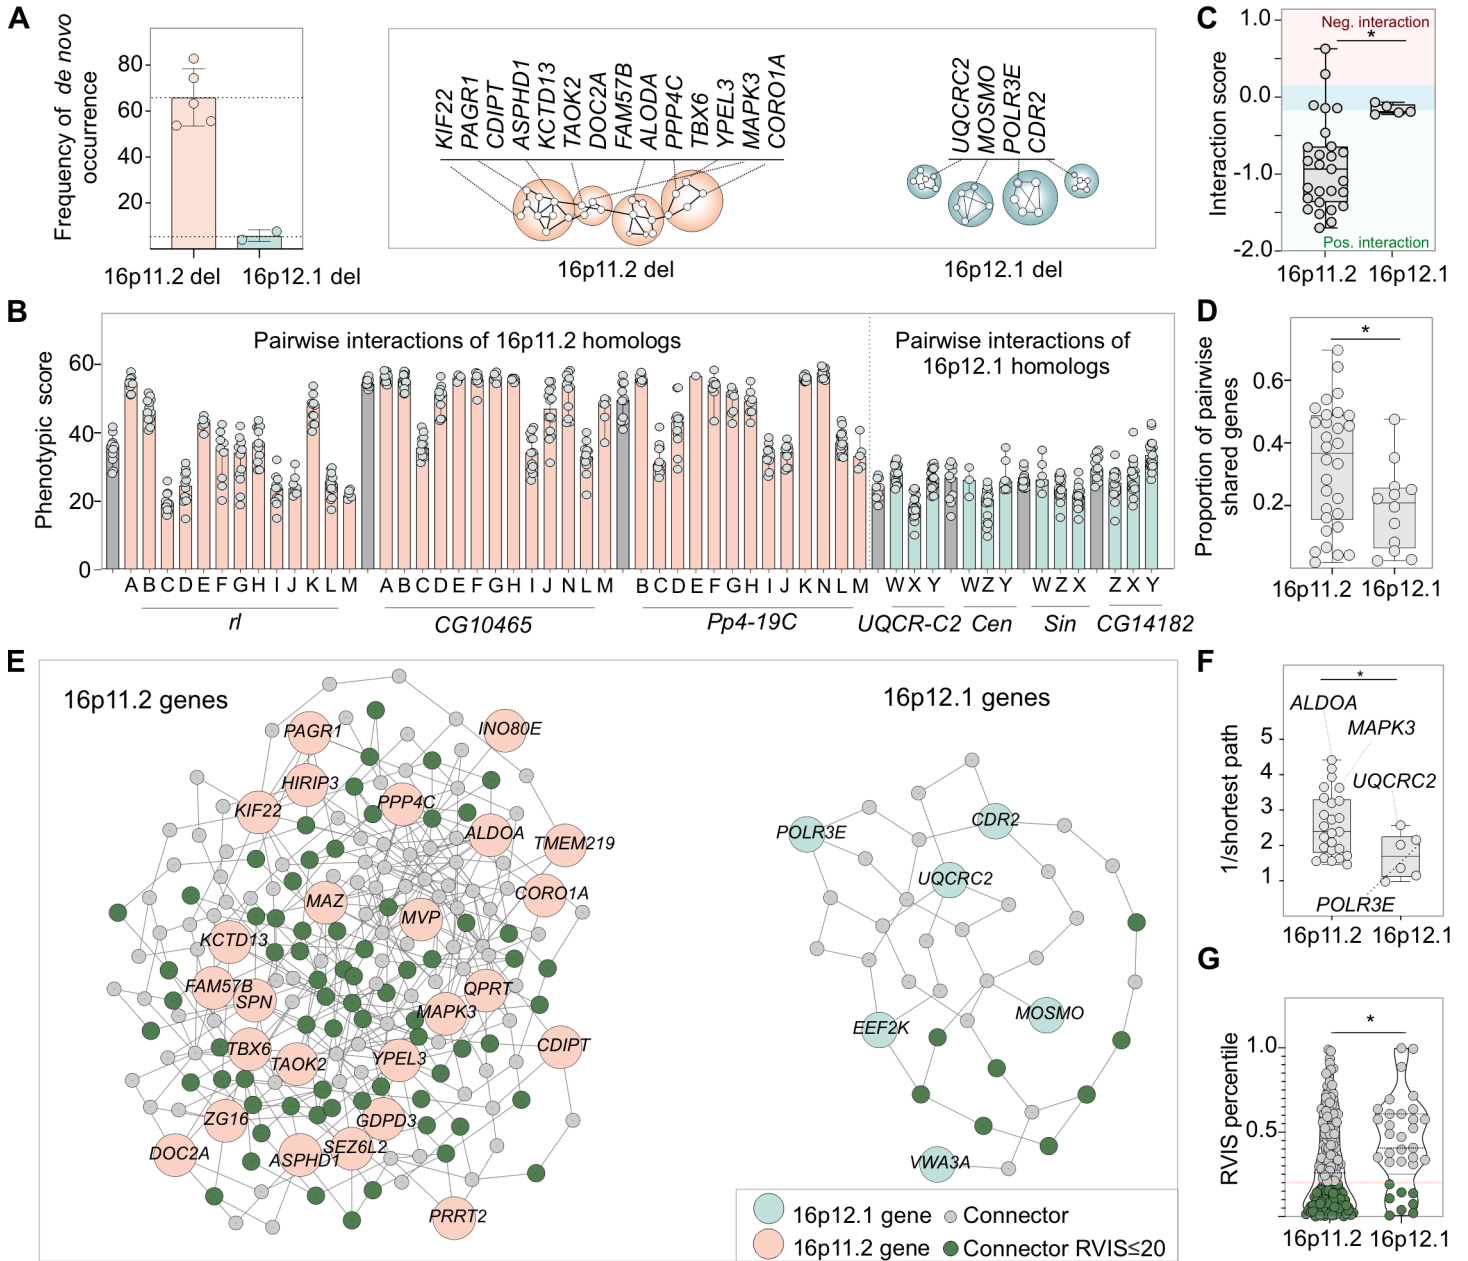 A
Frequency of de novo
occurrence
80
60
40
20
16p11.2 del
16p12.1 del
KIF22
PAGR1
CDIPT
ASPHD1
KCTD13
TAOK2
DOC2A
FAM57B
ALODA
PPP4C
TBX6
YPEL3
MAPK3
CORO1A
16p11.2 del
UQCRC2
MOSMO
POLR3E
CDR2
16p12.1 del
C
Interaction score
1.0
0.0
-1.0
-2.0
Neg. interaction
*
Pos. interaction
16p11.2 16p12.1
B
Phenotypic score
60
40
20
0
Pairwise interactions of 16p11.2 homologs
Pairwise interactions of
16p12.1 homologs
A B C D E F G H I J K L M
A B C D E F G H I J N L M
B C D E F G H I J K N L M
W X Y
W Z Y
W Z X
Z X Y
rl
CG10465
Pp4-19C
UQCR-C2
Cen
Sin
CG14182
D
Proportion of pairwise
shared genes
0.6
0.4
0.2
*
16p11.2 16p12.1
E
16p11.2 genes
PAGR1
INO80E
HIRIP3
KIF22
PPP4C
ALDOA
TMEM219
MAZ
CORO1A
MVP
KCTD13
FAM57B
SPN
QPRT
MAPK3
TBX6
TAOK2
YPEL3
CDIPT
ZG16
GDPD3
DOC2A
ASPHD1
SEZ6L2
PRRT2
16p12.1 genes
POLR3E
CDR2
UQCRC2
EEF2K
MOSMO
VWA3A
16p12.1 gene
Connector
16p11.2 gene
Connector RVIS≤20
F
1/shortest path
5
4
3
2
1
*
ALDOA
MAPK3
UQCRC2
POLR3E
16p11.2 16p12.1
G
RVIS percentile
1.0
0.5
*
16p11.2 16p12.1